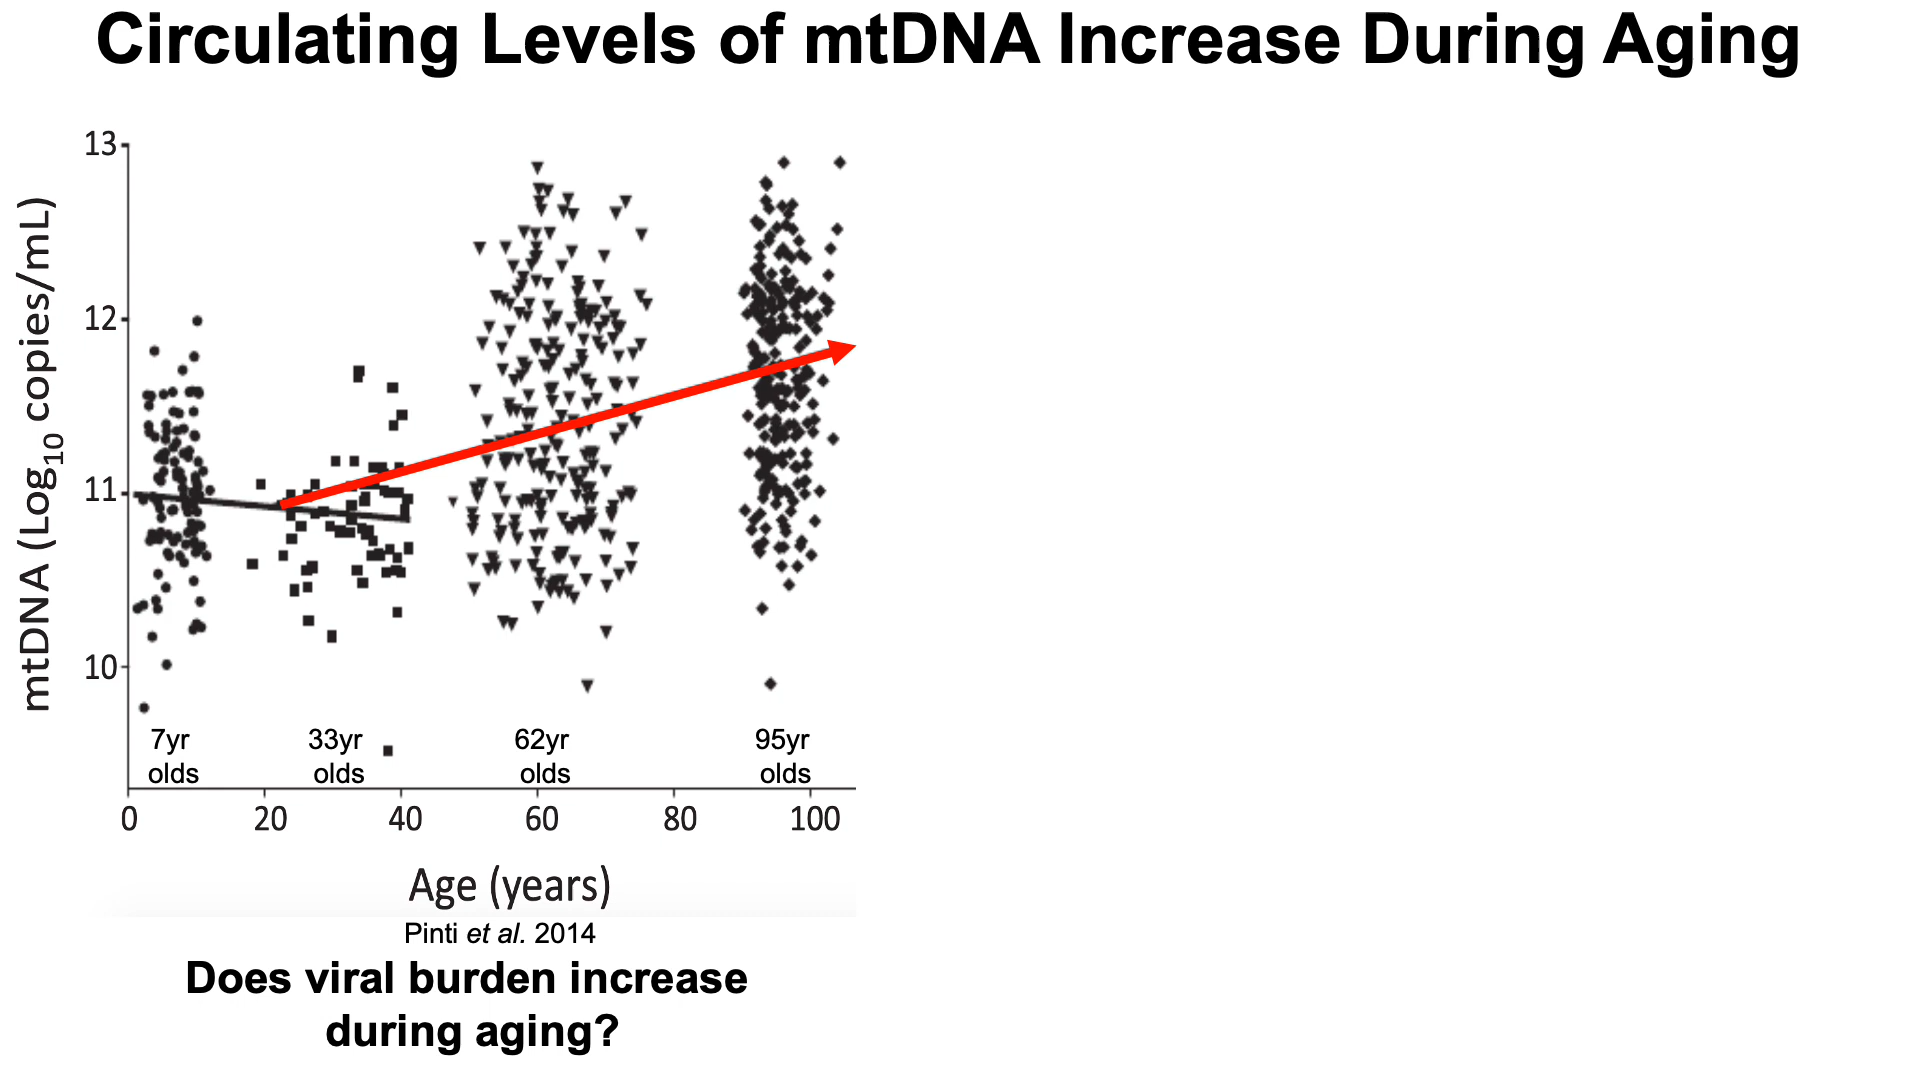 Circulating Levels of mtDNA Increase During Aging
mtDNA (Log10 copies/mL)
13
12
11
10
7yr
olds
33yr
olds
62yr
olds
95yr
olds
0 20 40 60 80 100
Age (years)
Pinti et al. 2014
Does viral burden increase
during aging?